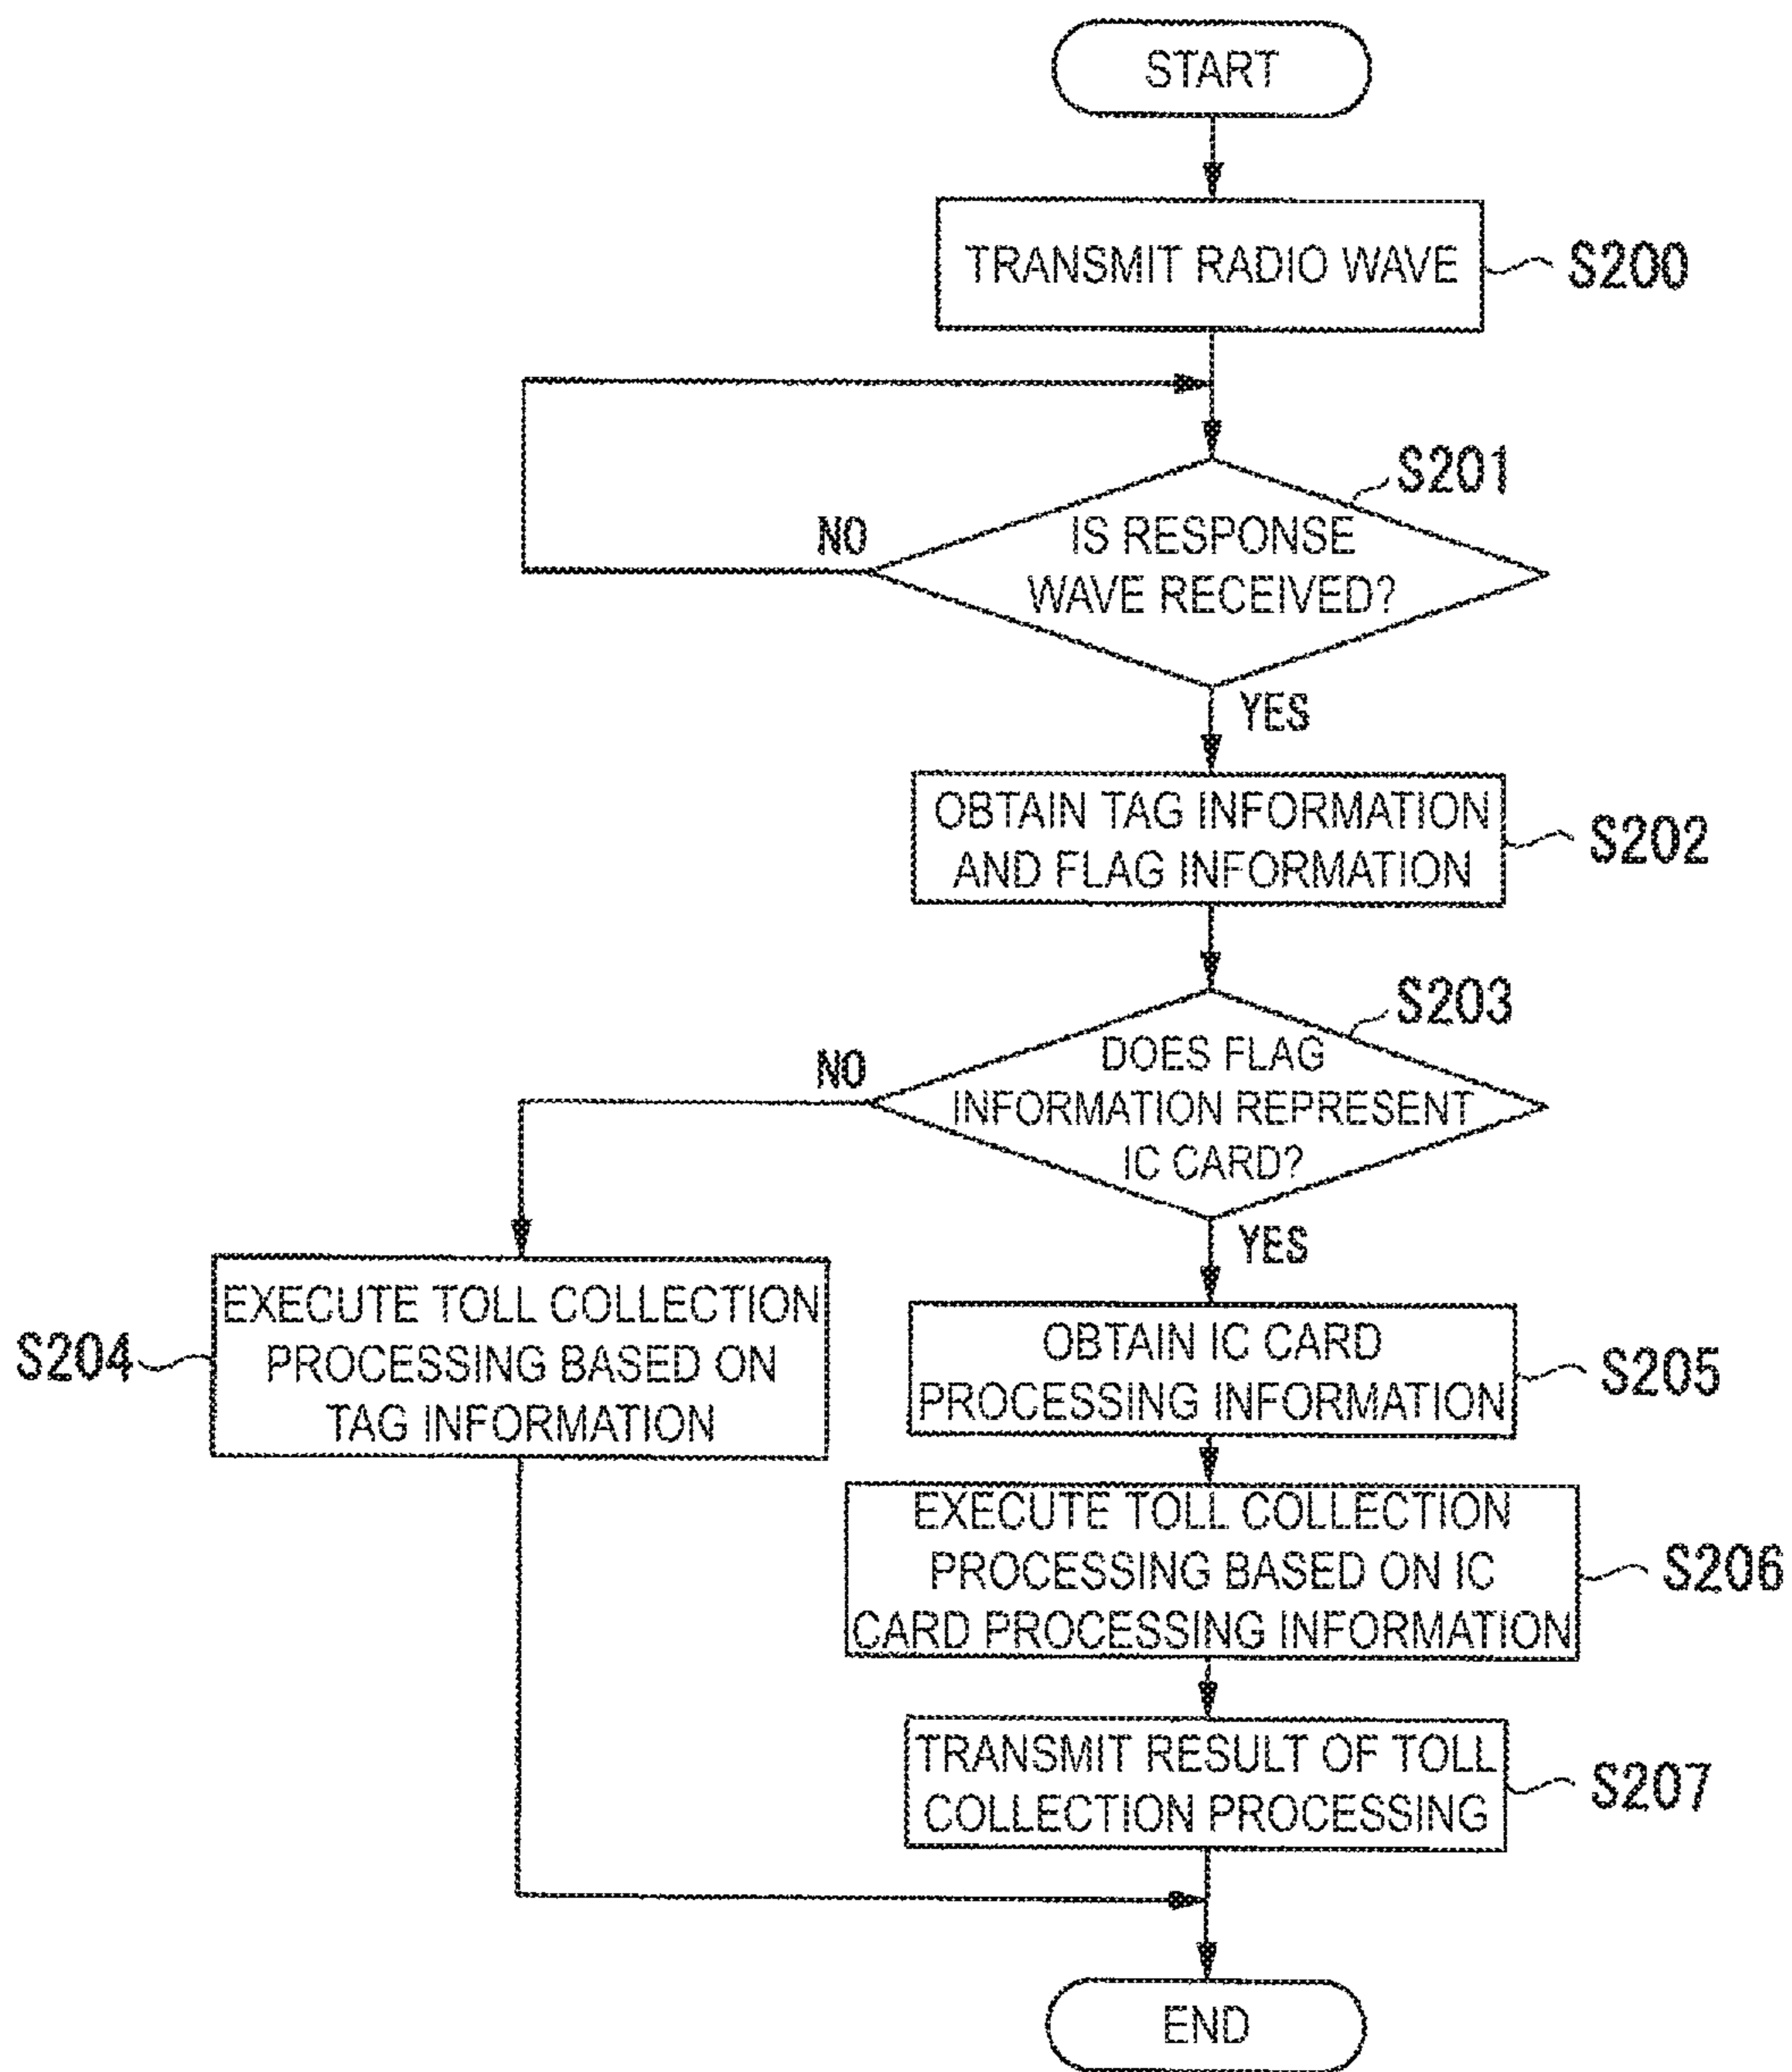 START
TRANSMIT RADIO WAVE
S200
S201
NO
IS RESPONSE
WAVE RECEIVED?
YES
OBTAIN TAG INFORMATION
AND FLAG INFORMATION
S202
S203
NO
DOES FLAG
INFORMATION REPRESENT
IC CARD?
YES
S204
EXECUTE TOLL COLLECTION
PROCESSING BASED ON
TAG INFORMATION
OBTAIN IC CARD
PROCESSING INFORMATION
S205
EXECUTE TOLL COLLECTION
PROCESSING BASED ON IC
CARD PROCESSING INFORMATION
S206
TRANSMIT RESULT OF TOLL
COLLECTION PROCESSING
S207
END